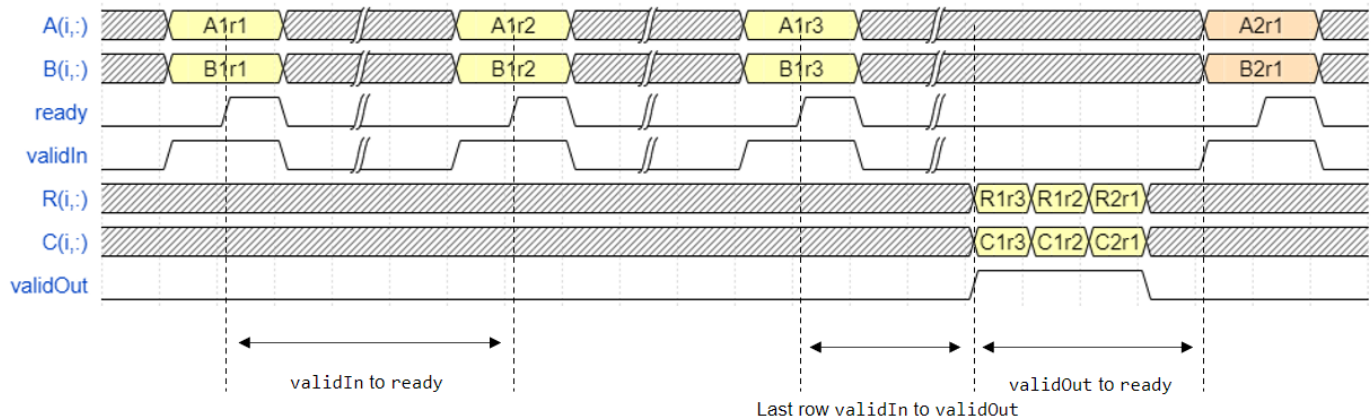 A(i,:) A1r1 A1r2 A1r3 A2r1
B(i,:) B1r1 B1r2 B1r3 B2r1
ready
validIn
R(i,:) R1r3 R1r2 R2r1
C(i,:) C1r3 C1r2 C2r1
validOut
validIn to ready validOut to ready
Last row validIn to validOut